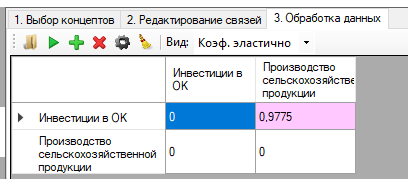 1. Выбор концептов 2. Редактирование связей 3. Обработка данных
Вид: Коэф. эластично
Инвестиции в
ОК
Производство
сельскохозяйстве
продукции
Инвестиции в ОК 0 0,9775
Производство
сельскохозяйственной
продукции
0 0